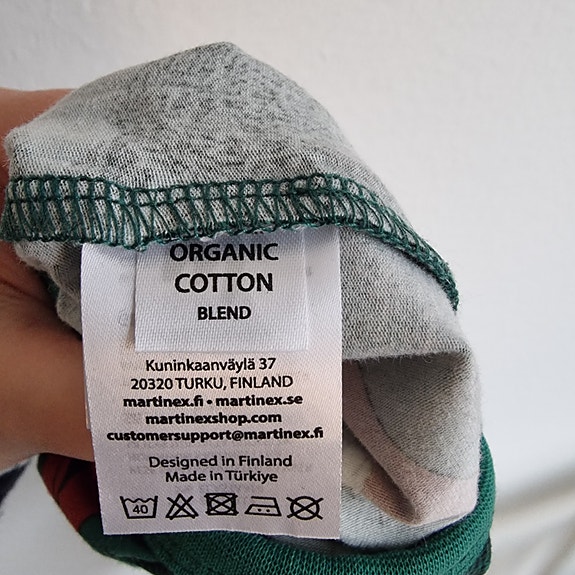 ORGANIC
COTTON
BLEND
Kuninkaanväylä 37
20320 TURKU, FINLAND
martinex.fi • martinex.se
martinexshop.com
customersupport@martinex.fi
Designed in Finland
Made in Türkiye
40